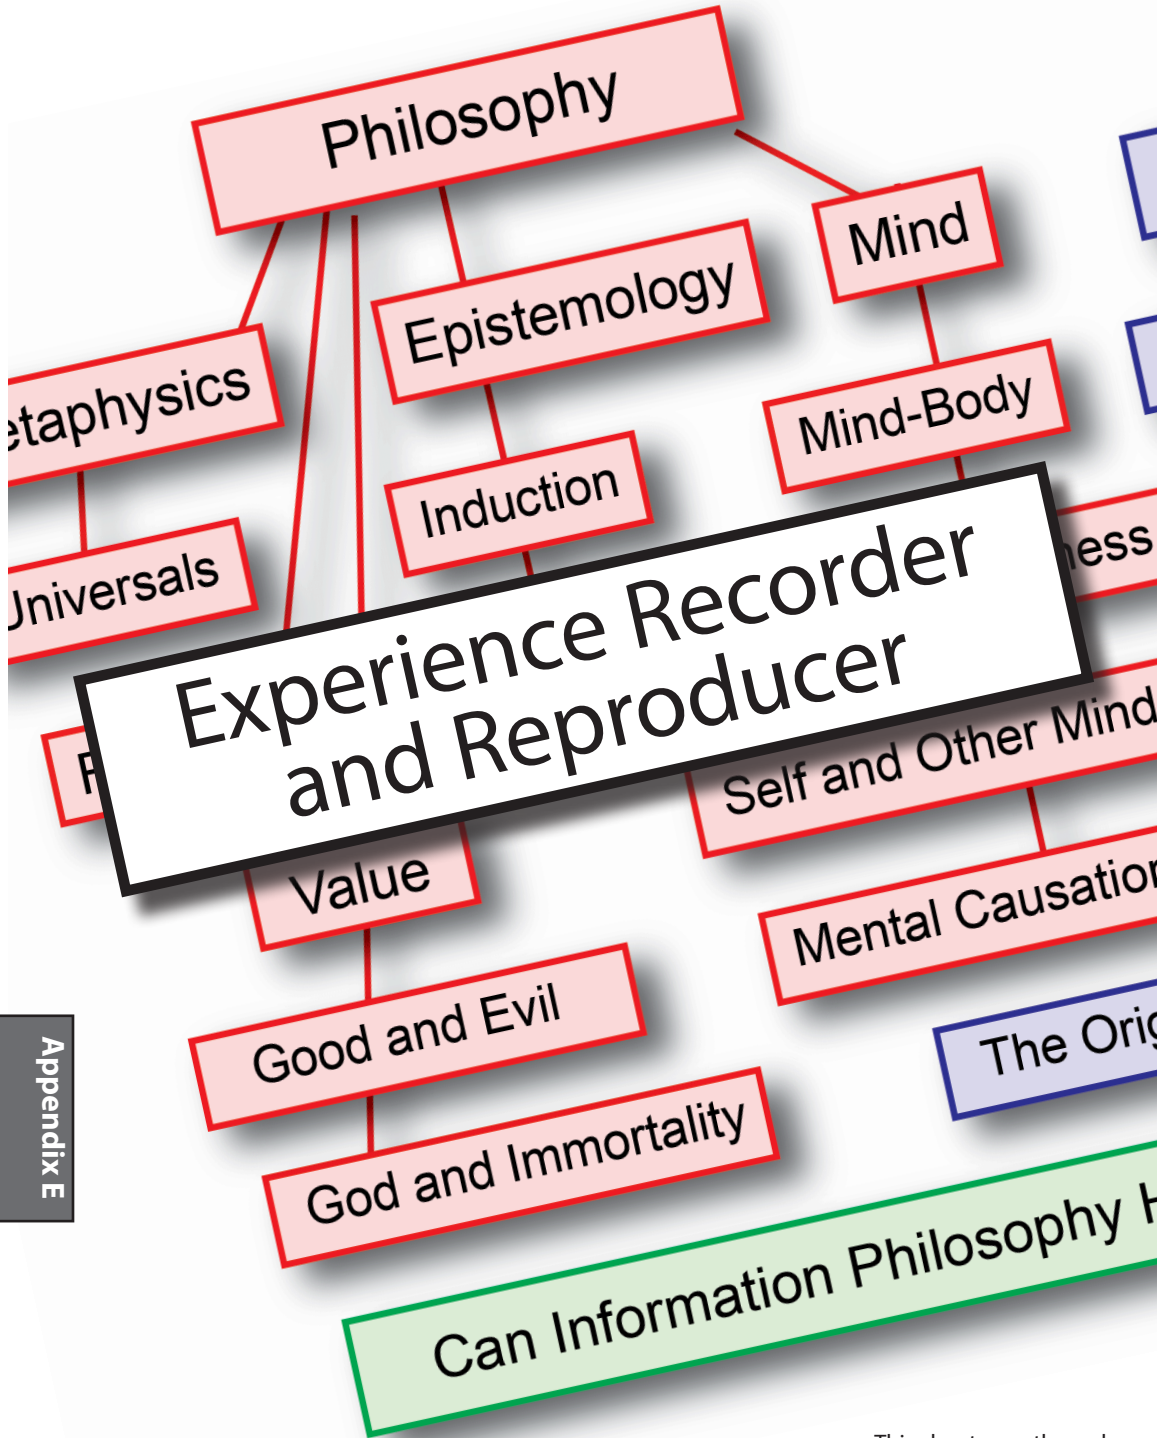 Philosophy
Mind
Epistemology
etaphysics
Mind-Body
Induction
Universals
ness
Experience Recorder
and Reproducer
Self and Other Mind
Value
Mental Causation
Good and Evil
The Orig
God and Immortality
Appendix E
Can Information Philosophy H